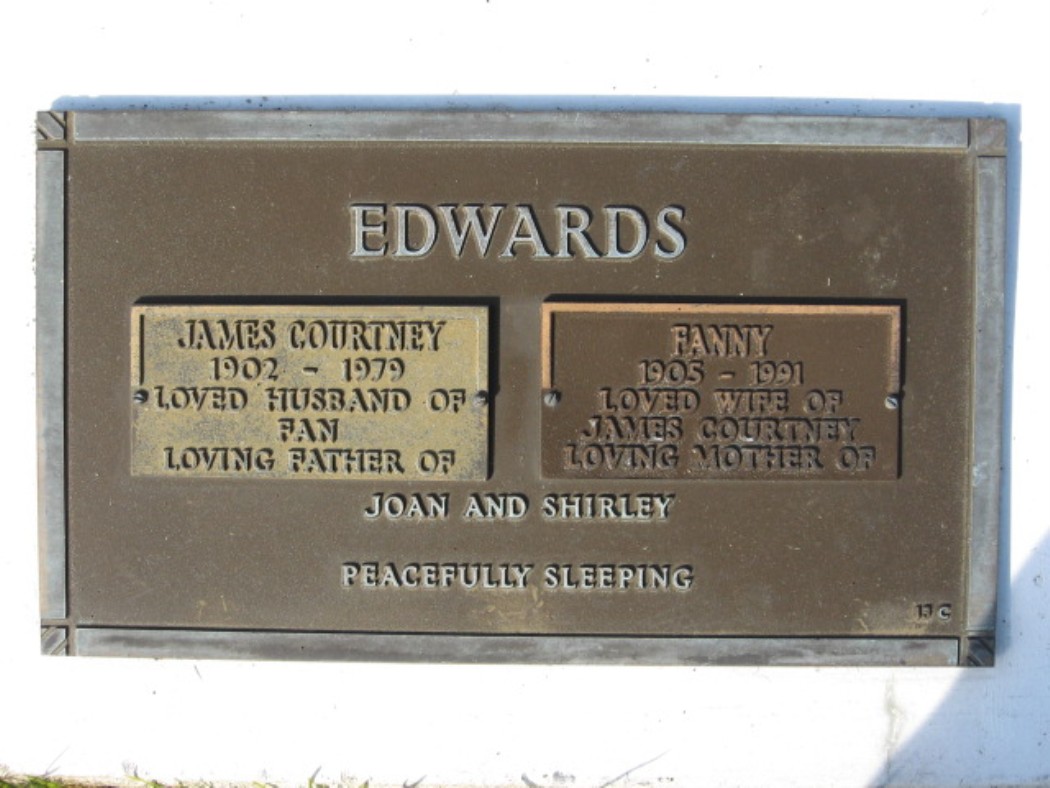 EDWARDS
JAMES COURTNEY
1902 - 1979
LOVED HUSBAND OF
FAN
LOVING FATHER OF
FANNY
1905 - 1991
LOVED WIFE OF
JAMES COURTNEY
LOVING MOTHER OF
JOAN AND SHIRLEY
PEACEFULLY SLEEPING
13 C